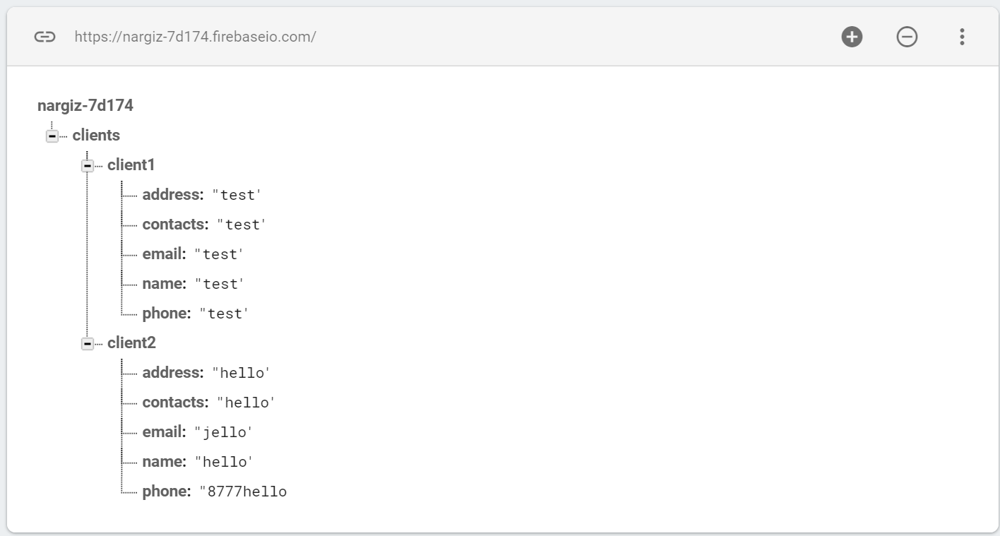 https://nargiz-7d174.firebaseio.com/
nargiz-7d174
clients
client1
address: "test'
contacts: "test'
email: "test'
name: "test'
phone: "test'
client2
address: "hello'
contacts: "hello'
email: "jello'
name: "hello'
phone: "8777hello